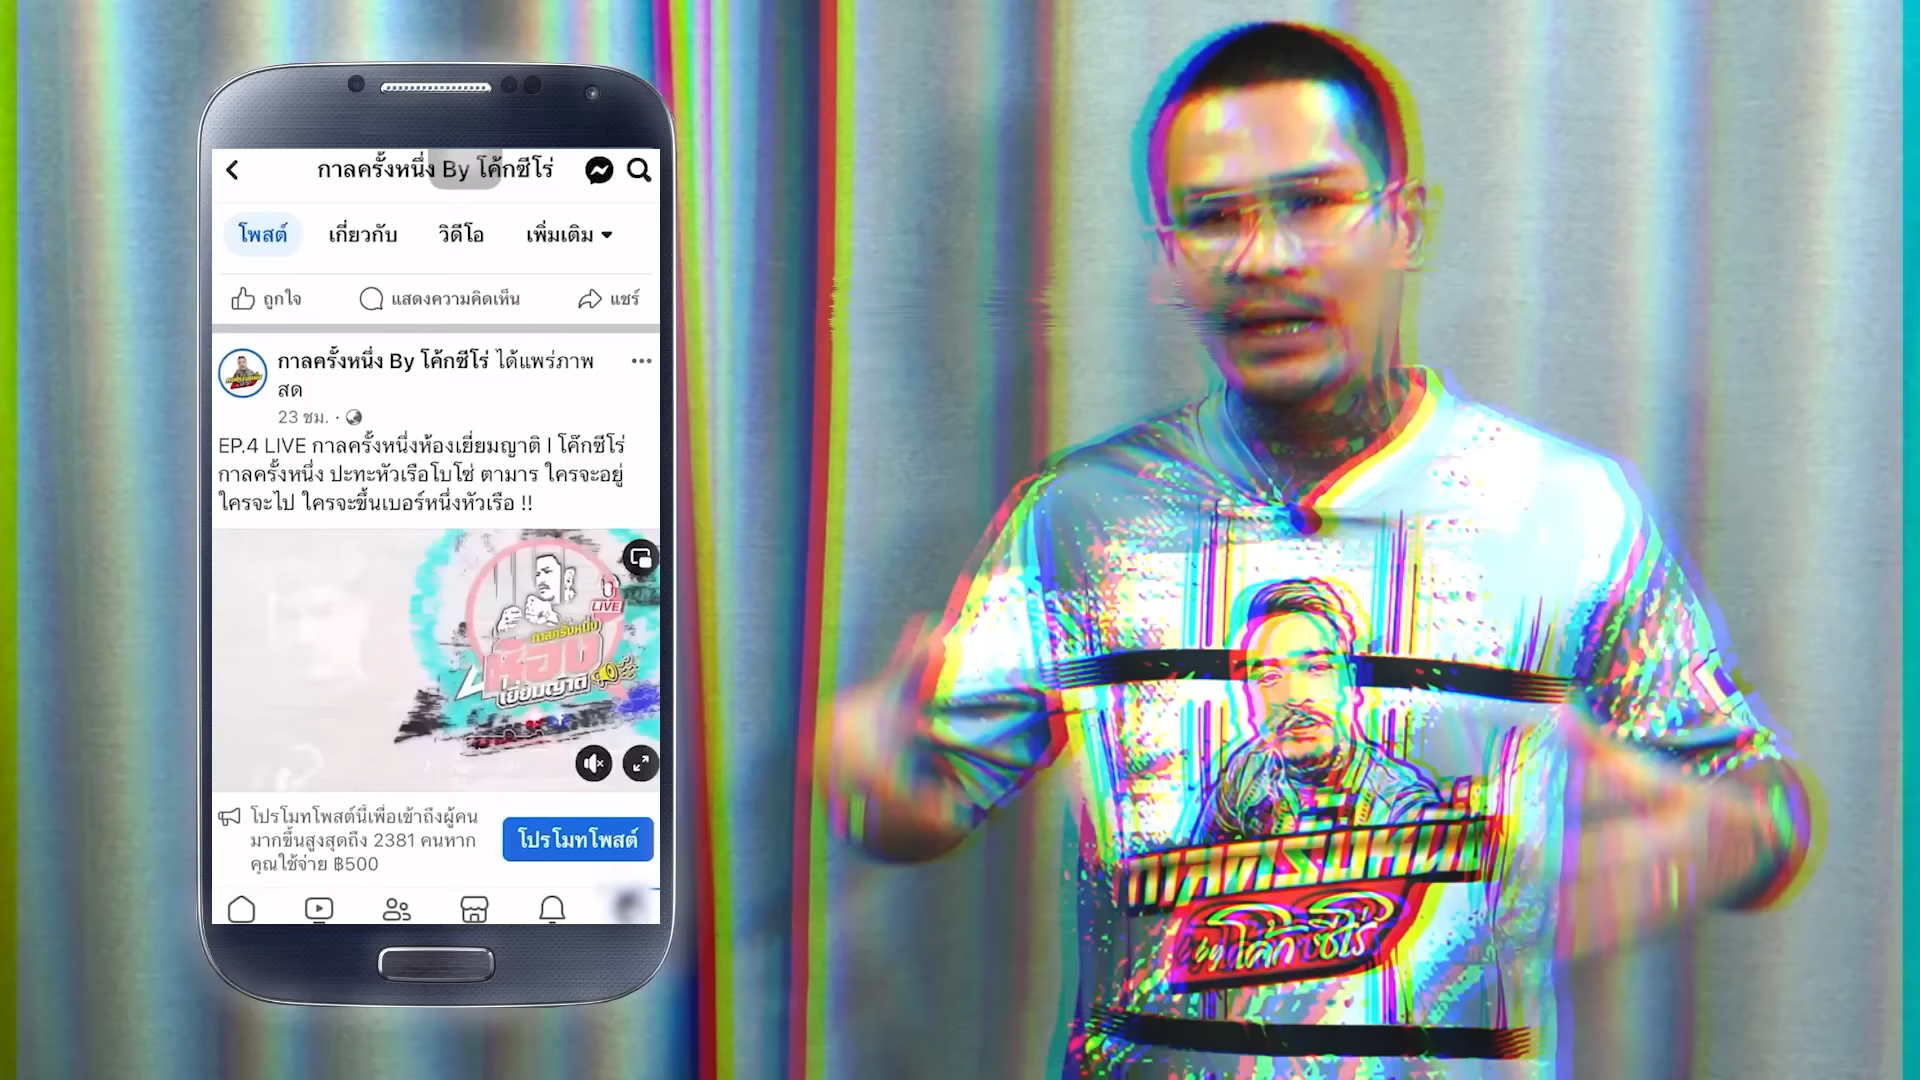 กาลครั้งหนึ่ง By โค้กซีโร่
โพสต์ เกี่ยวกับ วิดีโอ เพิ่มเติม
ถูกใจ แสดงความคิดเห็น แชร์
กาลครั้งหนึ่ง By โค้กซีโร่ ได้แพร่ภาพ
สด
23 ชม. ·
EP.4 LIVE กาลครั้งหนึ่งห้องเยี่ยมญาติ l โค๊กซีโร่
กาลครั้งหนึ่ง ปะทะหัวเรือโบโซ่ ตามาร ใครจะอยู่
ใครจะไป ใครจะขึ้นเบอร์หนึ่งหัวเรือ !!
LIVE
กาลครั้งหนึ่ง
ห้อง
เยี่ยมญาติ
โปรโมทโพสต์นี้เพื่อเข้าถึงผู้คน
มากขึ้นสูงสุดถึง 2381 คนหาก
คุณใช้จ่าย ฿500
โปรโมทโพสต์
กาลครั้งหนึ่ง
by โค้กซีโร่